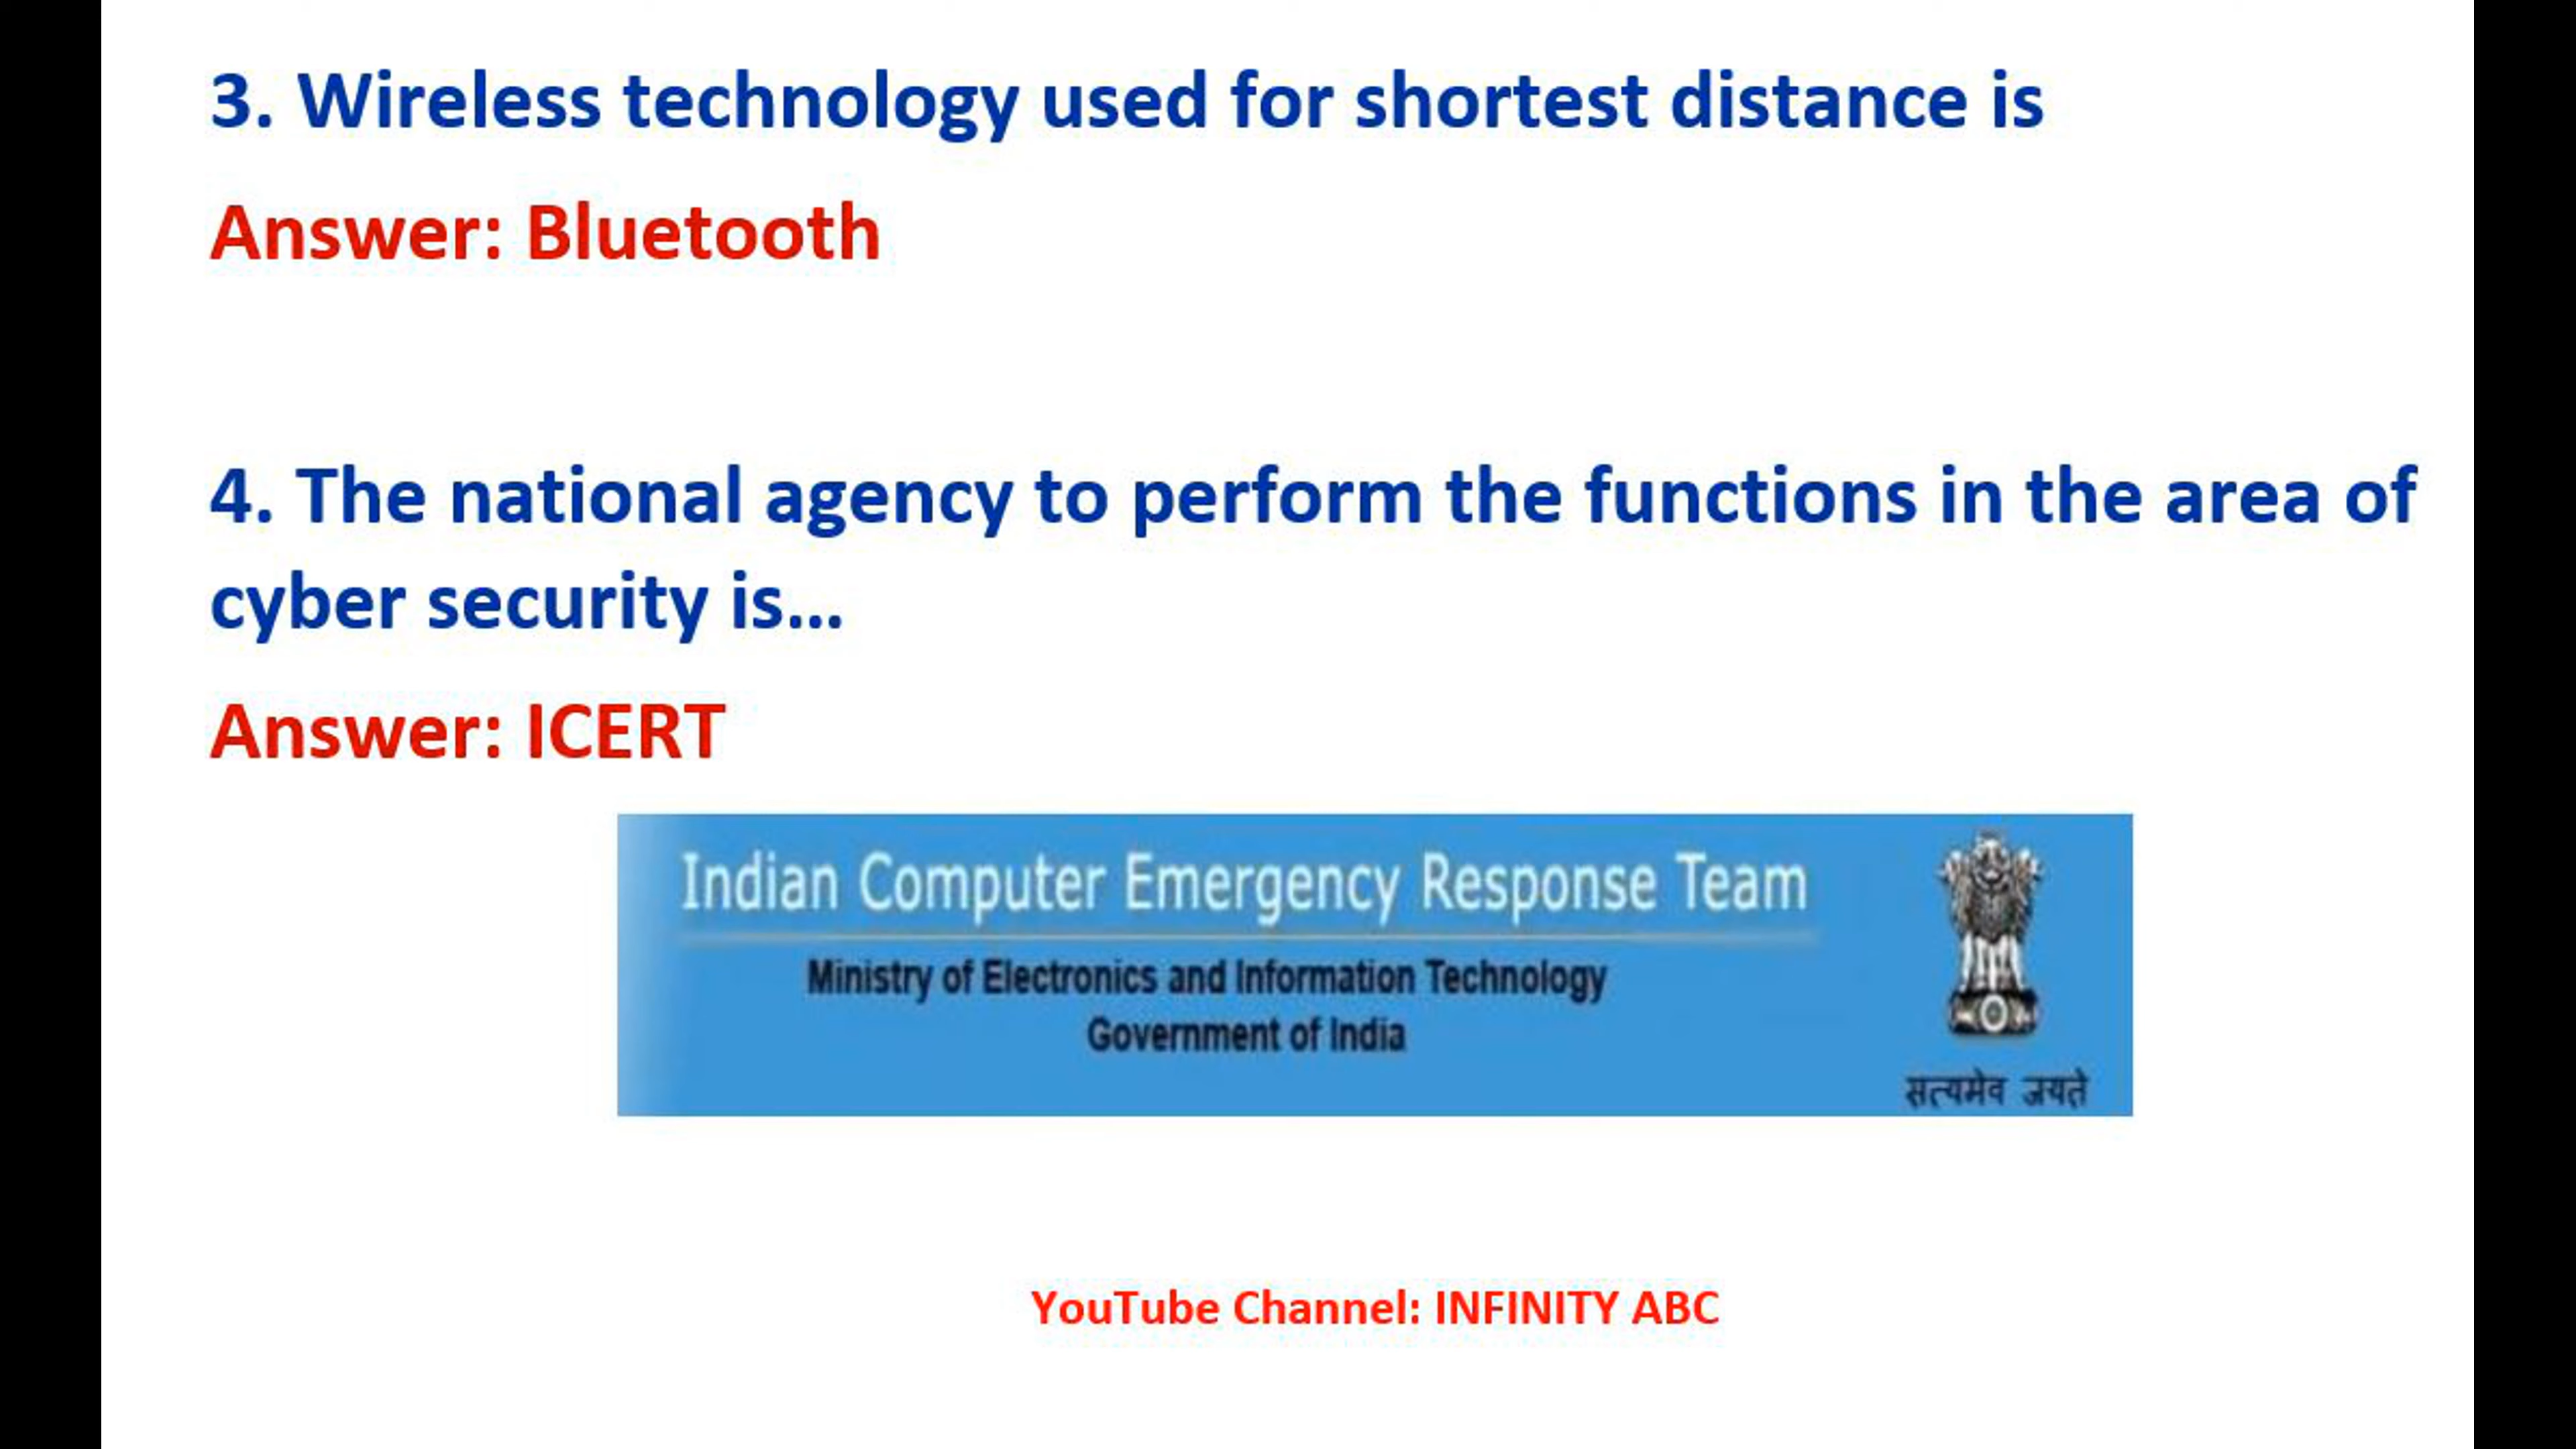 3. Wireless technology used for shortest distance is
Answer: Bluetooth
4. The national agency to perform the functions in the area of
cyber security is...
Answer: ICERT
Indian Computer Emergency Response Team
Ministry of Electronics and Information Technology
Government of India
सत्यमेव जयते
YouTube Channel: INFINITY ABC